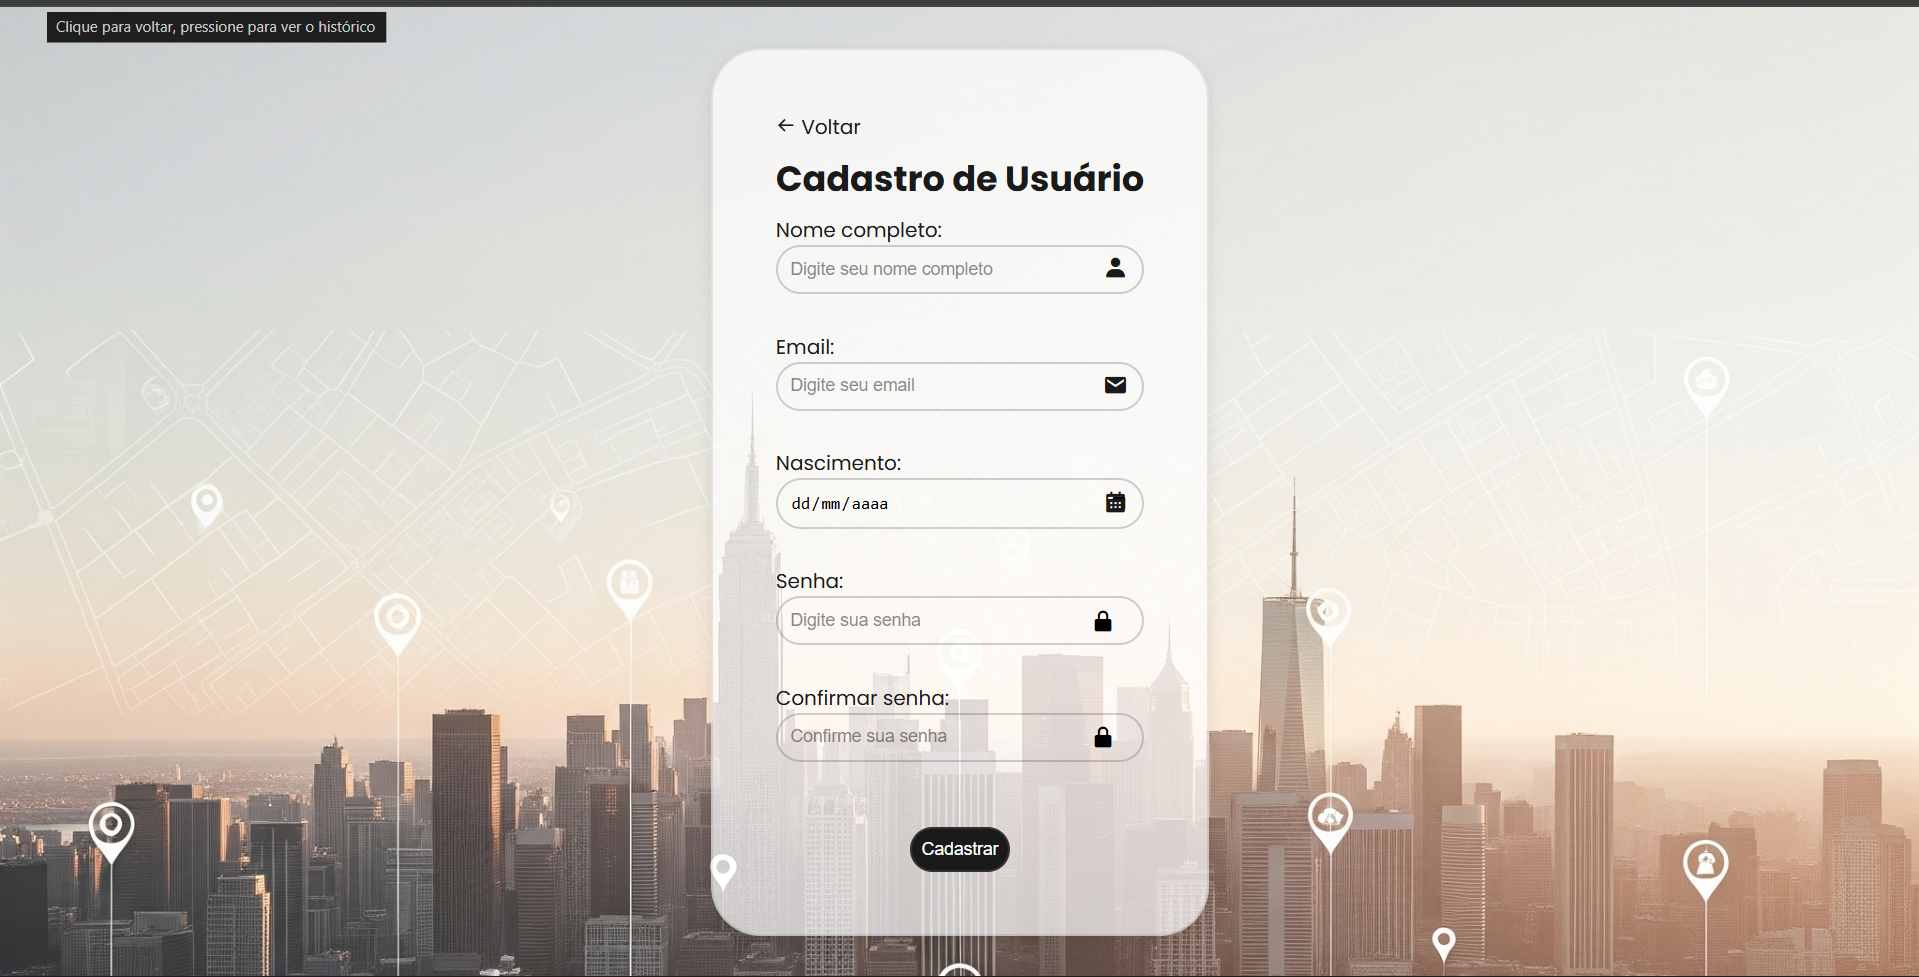 Clique para voltar, pressione para ver o histórico
Voltar
Cadastro de Usuário
Nome completo:
Digite seu nome completo
Email:
Digite seu email
Nascimento:
dd/mm/aaaa
Senha:
Digite sua senha
Confirmar senha:
Confirme sua senha
Cadastrar